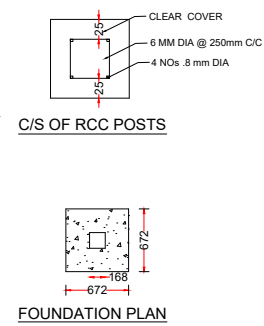 CLEAR COVER
25
6 MM DIA @ 250mm C/C
4 NOs .8 mm DIA
25
C/S OF RCC POSTS
672
168
672
FOUNDATION PLAN